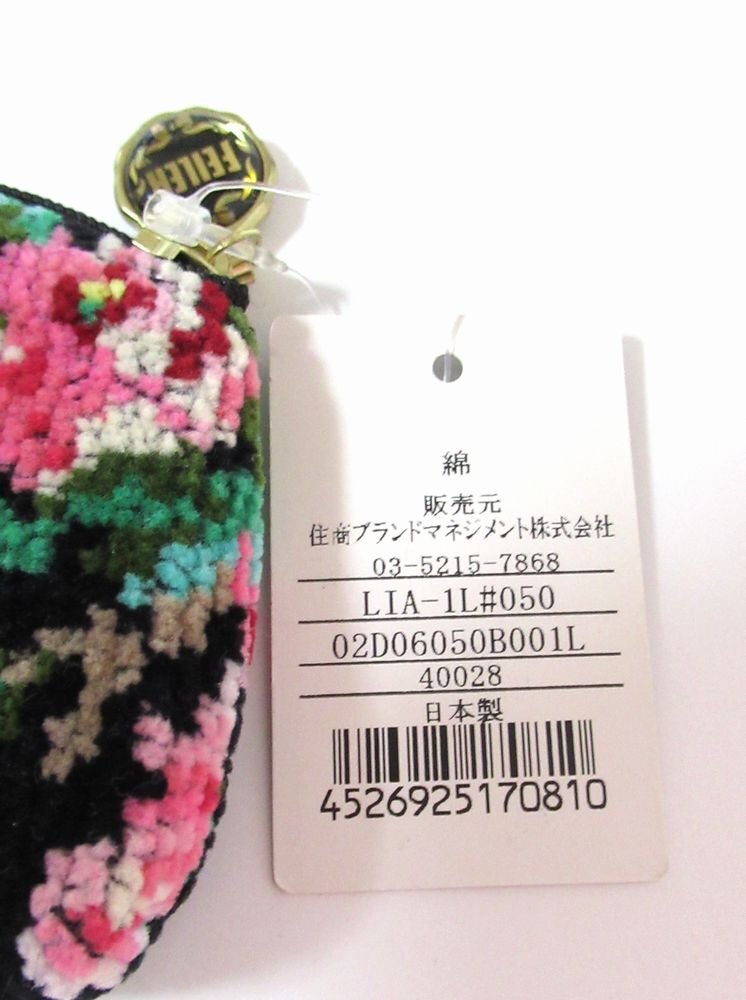 FEILER
綿
販売元
住商ブランドマネジメント株式会社
03-5215-7868
LIA-1L#050
02D06050B001L
40028
日本製
4526925170810